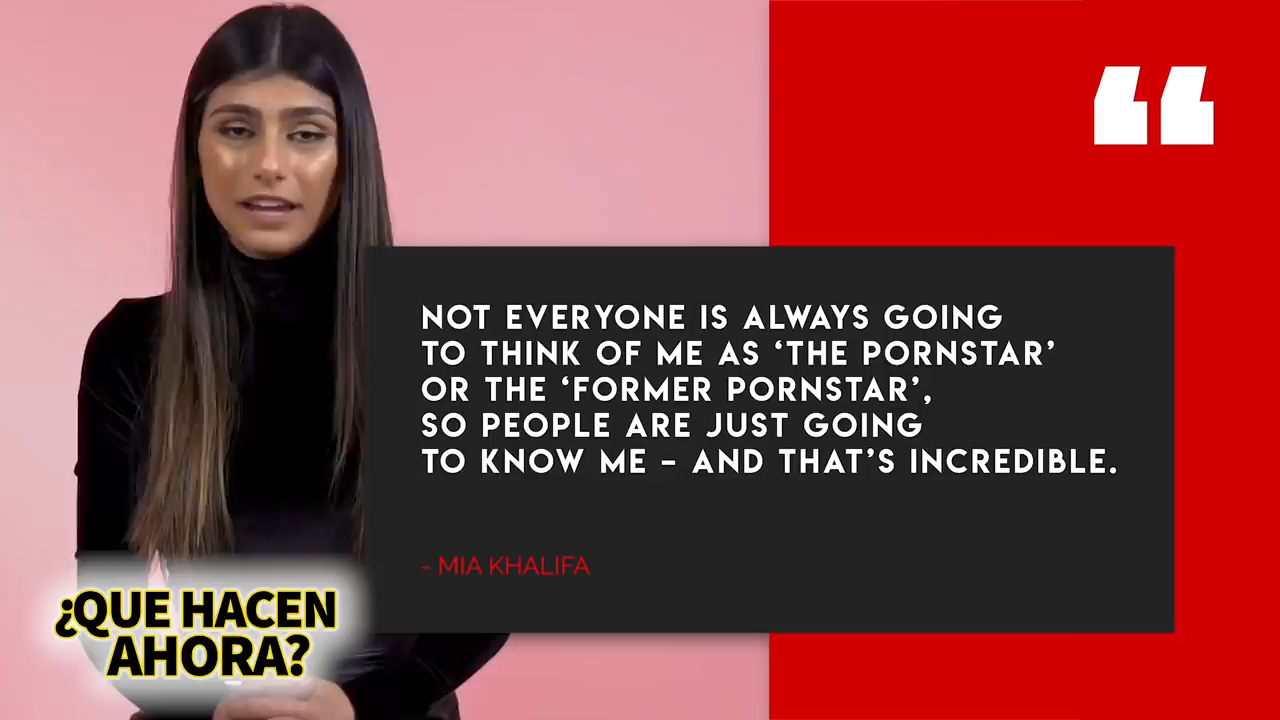 “
NOT EVERYONE IS ALWAYS GOING
TO THINK OF ME AS ‘THE PORNSTAR’
OR THE ‘FORMER PORNSTAR’,
SO PEOPLE ARE JUST GOING
TO KNOW ME – AND THAT’S INCREDIBLE.
- MIA KHALIFA
¿QUE HACEN
AHORA?